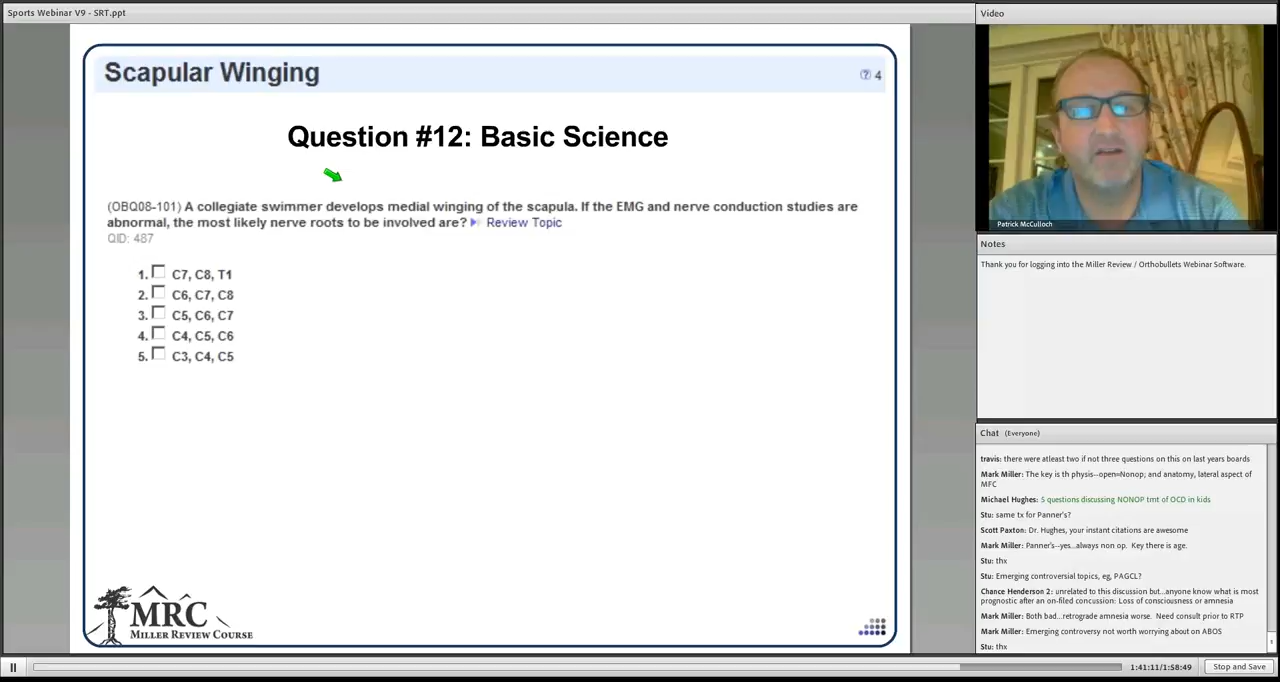 Sports Webinar V9 - SRT.ppt
Scapular Winging
4
Question #12: Basic Science
(OBQ08-101) A collegiate swimmer develops medial winging of the scapula. If the EMG and nerve conduction studies are
abnormal, the most likely nerve roots to be involved are? Review Topic
QID: 487
1. C7, C8, T1
2. C6, C7, C8
3. C5, C6, C7
4. C4, C5, C6
5. C3, C4, C5
MRC
MILLER REVIEW COURSE
Video
Patrick McCulloch
Notes
Thank you for logging into the Miller Review / Orthobullets Webinar Software.
Chat (Everyone)
travis: there were atleast two if not three questions on this on last years boards
Mark Miller: The key is th physis--open=Nonop; and anatomy, lateral aspect of
MFC
Michael Hughes: 5 questions discussing NONOP tmt of OCD in kids
Stu: same tx for Panner's?
Scott Paxton: Dr. Hughes, your instant citations are awesome
Mark Miller: Panner's--yes...always non op. Key there is age.
Stu: thx
Stu: Emerging controversial topics, eg, PAGCL?
Chance Henderson 2: unrelated to this discussion but...anyone know what is most
prognostic after an on-filed concussion: Loss of consciousness or amnesia
Mark Miller: Both bad...retrograde amnesia worse. Need consult prior to RTP
Mark Miller: Emerging controversy not worth worrying about on ABOS
Stu: thx
1:41:11/1:58:49
Stop and Save